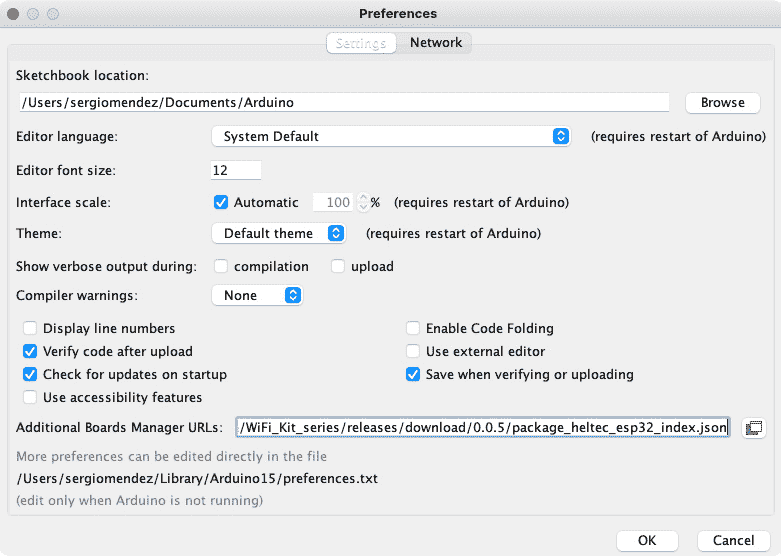 Preferences
Settings Network
Sketchbook location:
/Users/sergiomendez/Documents/Arduino Browse
Editor language: System Default (requires restart of Arduino)
Editor font size: 12
Interface scale: Automatic 100 % (requires restart of Arduino)
Theme: Default theme (requires restart of Arduino)
Show verbose output during: compilation upload
Compiler warnings: None
Display line numbers Enable Code Folding
Verify code after upload Use external editor
Check for updates on startup Save when verifying or uploading
Use accessibility features
Additional Boards Manager URLs: /WiFi_Kit_series/releases/download/0.0.5/package_heltec_esp32_index.json
More preferences can be edited directly in the file
/Users/sergiomendez/Library/Arduino15/preferences.txt
(edit only when Arduino is not running)
OK Cancel